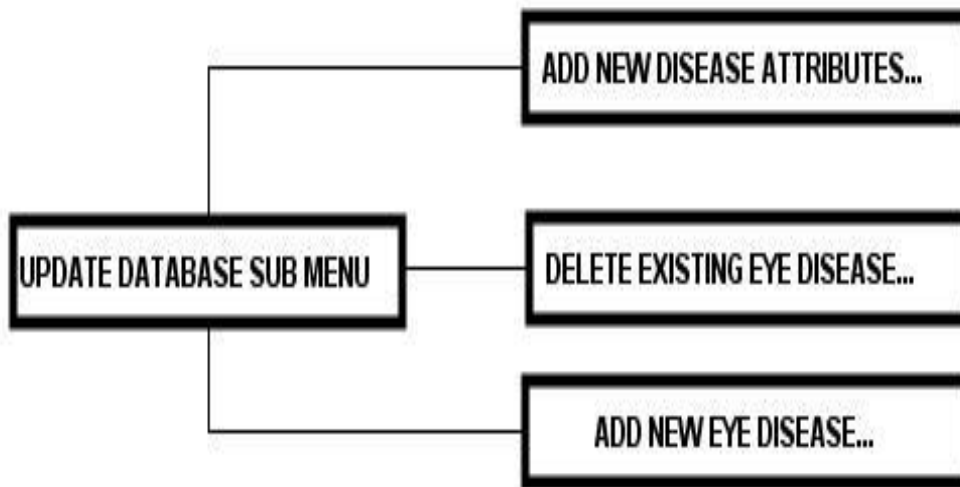 ADD NEW DISEASE ATTRIBUTES...
UPDATE DATABASE SUB MENU
DELETE EXISTING EYE DISEASE...
ADD NEW EYE DISEASE...